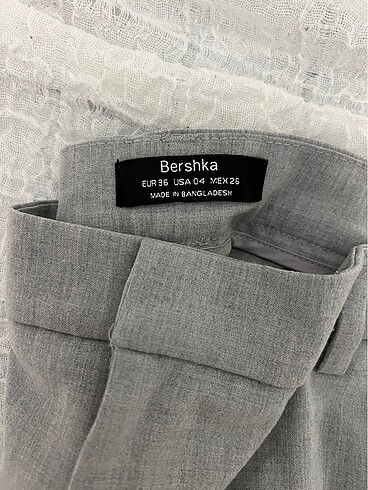 Bershka
EUR 36 USA 04 MEX 26
MADE IN BANGLADESH